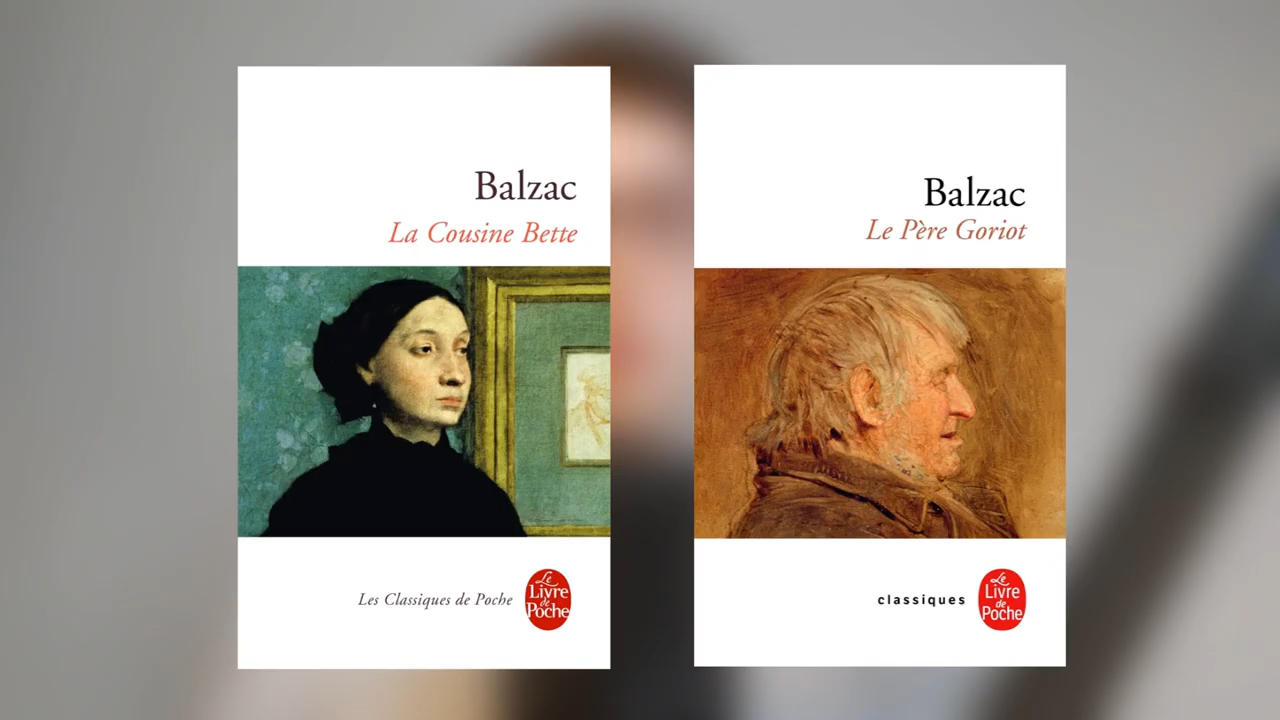 Balzac
La Cousine Bette
Les Classiques de Poche
Le
Livre
de
Poche
Balzac
Le Père Goriot
classiques
Le
Livre
de
Poche